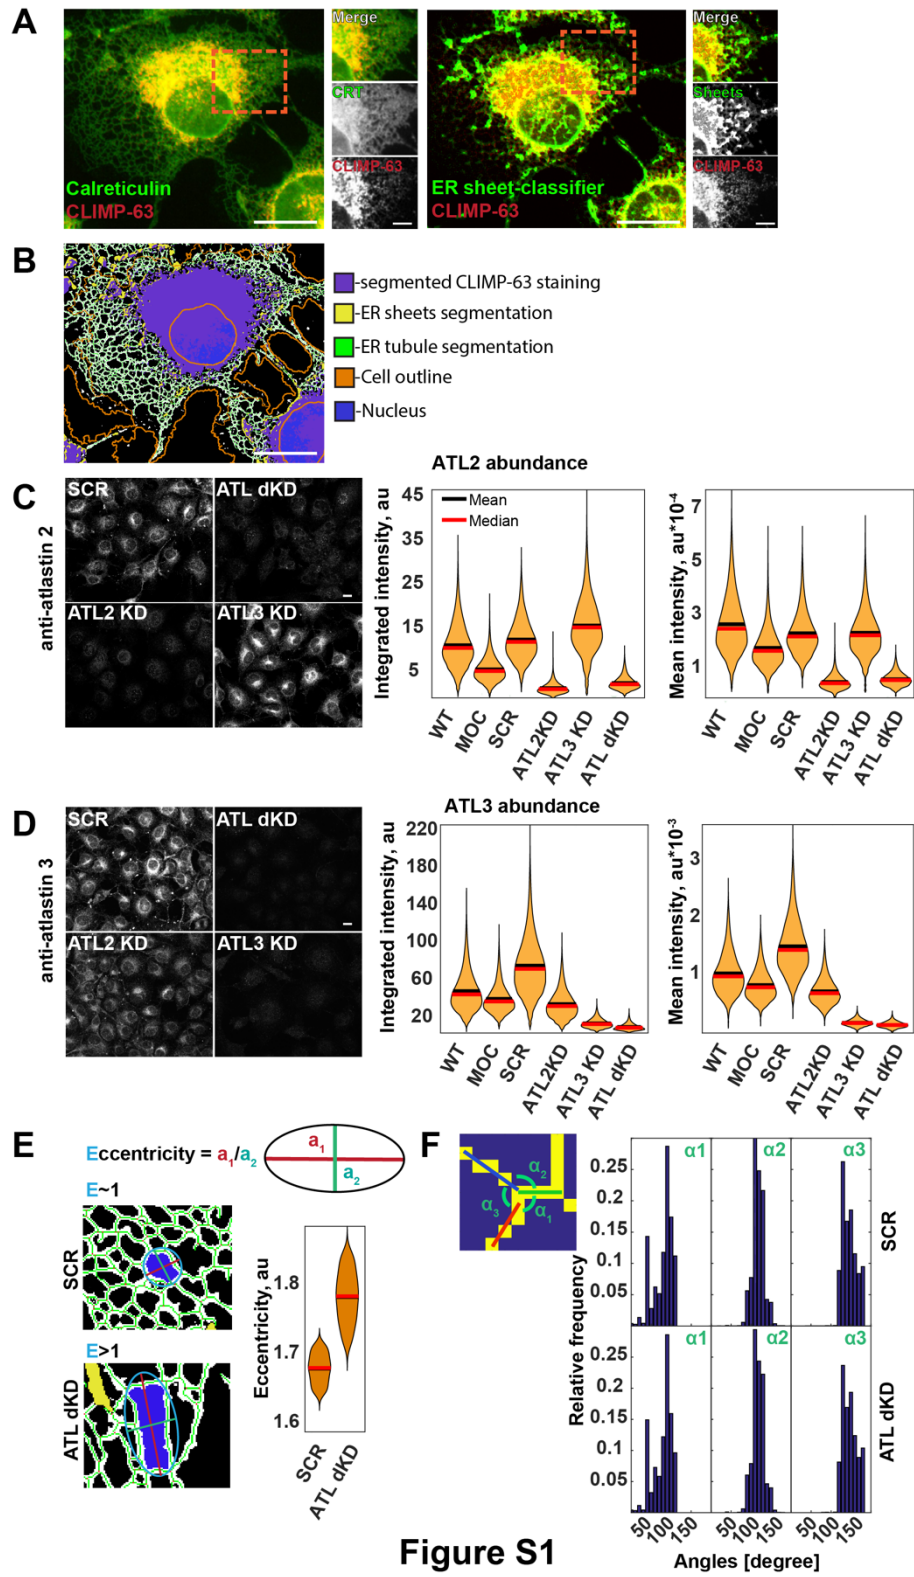 A
Merge
CRT
CLIMP-63
Calreticulin
CLIMP-63
Merge
Sheets
CLIMP-63
ER sheet-classifier
CLIMP-63
B
-segmented CLIMP-63 staining
-ER sheets segmentation
-ER tubule segmentation
-Cell outline
-Nucleus
C
anti-atlastin 2
SCR
ATL dKD
ATL2 KD
ATL3 KD
ATL2 abundance
Integrated intensity, au
45
35
25
15
5
Mean
Median
WT
MOC
SCR
ATL2KD
ATL3 KD
ATL dKD
Mean intensity, au*10-4
7
5
3
1
WT
MOC
SCR
ATL2KD
ATL3 KD
ATL dKD
D
anti-atlastin 3
SCR
ATL dKD
ATL2 KD
ATL3 KD
ATL3 abundance
Integrated intensity, au
220
180
140
100
60
20
WT
MOC
SCR
ATL2KD
ATL3 KD
ATL dKD
Mean intensity, au*10-3
3
2
1
WT
MOC
SCR
ATL2KD
ATL3 KD
ATL dKD
E
Eccentricity = a1/a2
a1
a2
E~1
SCR
E>1
ATL dKD
Eccentricity, au
1.8
1.7
1.6
SCR
ATL dKD
F
α2
α3
α1
Relative frequency
α1
α2
α3
0.25
0.2
0.15
0.1
0.05
SCR
α1
α2
α3
0.25
0.2
0.15
0.1
0.05
ATL dKD
50
100
150
50
100
150
50
100
150
Angles [degree]
Figure S1